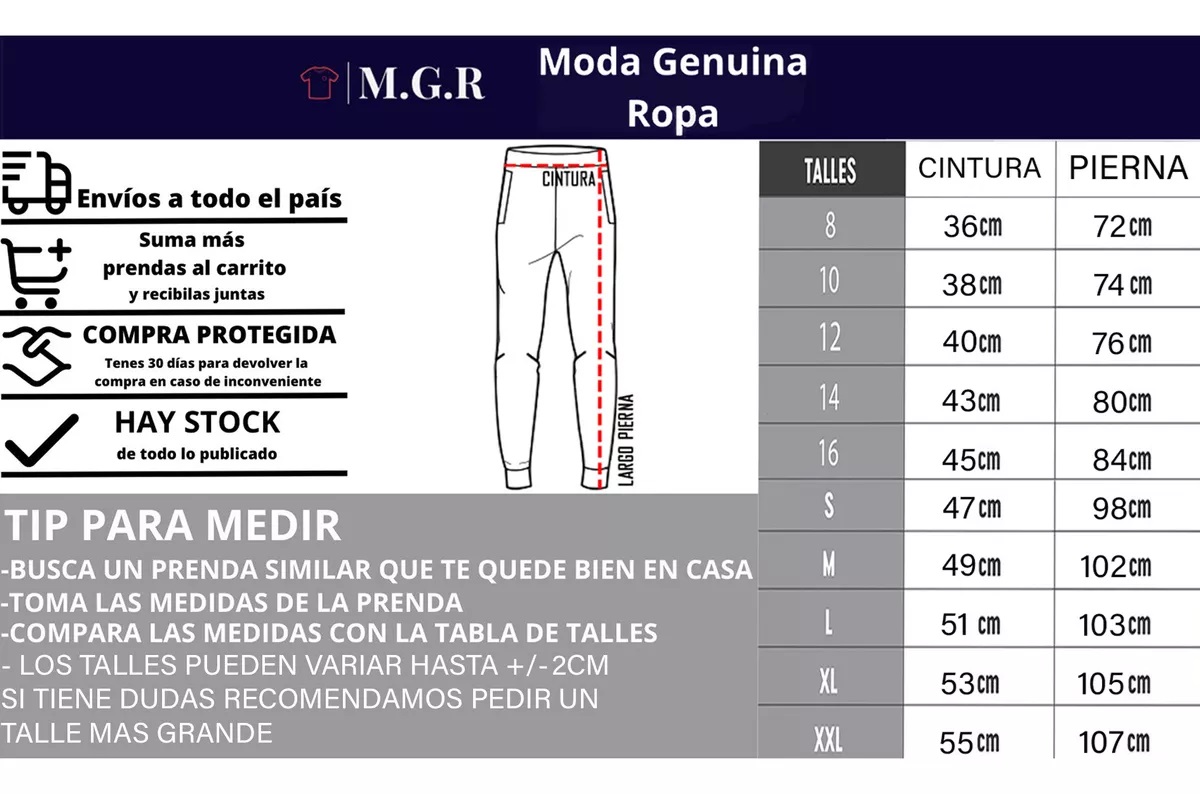 M.G.R
Moda Genuina
Ropa
Envíos a todo el país
Suma más
prendas al carrito
y recibilas juntas
COMPRA PROTEGIDA
Tenes 30 días para devolver la
compra en caso de inconveniente
HAY STOCK
de todo lo publicado
CINTURA
LARGO PIERNA
TIP PARA MEDIR
-BUSCA UN PRENDA SIMILAR QUE TE QUEDE BIEN EN CASA
-TOMA LAS MEDIDAS DE LA PRENDA
-COMPARA LAS MEDIDAS CON LA TABLA DE TALLES
- LOS TALLES PUEDEN VARIAR HASTA +/-2CM
SI TIENE DUDAS RECOMENDAMOS PEDIR UN
TALLE MAS GRANDE
TALLES CINTURA PIERNA
8 36cm 72cm
10 38cm 74cm
12 40cm 76cm
14 43cm 80cm
16 45cm 84cm
S 47cm 98cm
M 49cm 102cm
L 51 cm 103cm
XL 53cm 105cm
XXL 55cm 107cm